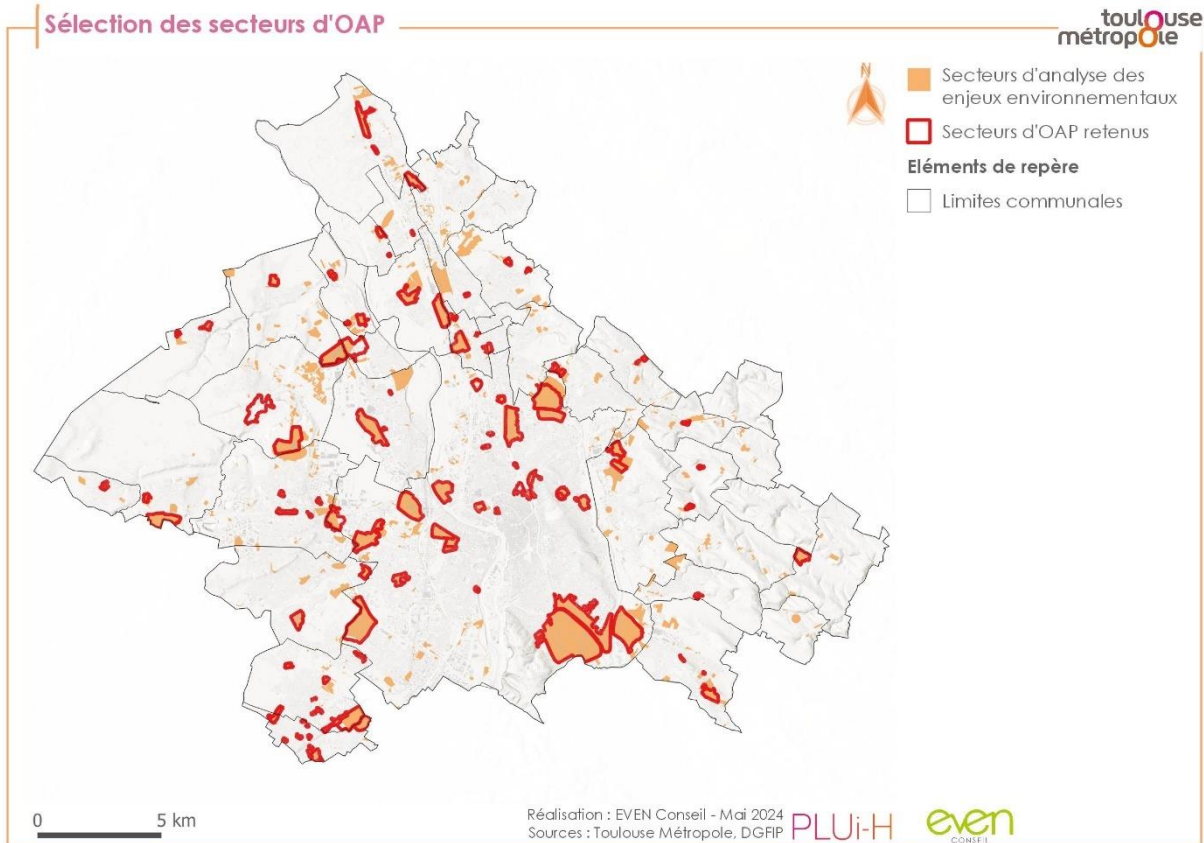 Sélection des secteurs d'OAP
toulouse
métropole
N
Secteurs d'analyse des
enjeux environnementaux
Secteurs d'OAP retenus
Eléments de repère
Limites communales
0 5 km
Réalisation : EVEN Conseil - Mai 2024
Sources : Toulouse Métropole, DGFIP
PLUi-H
even
CONSEIL